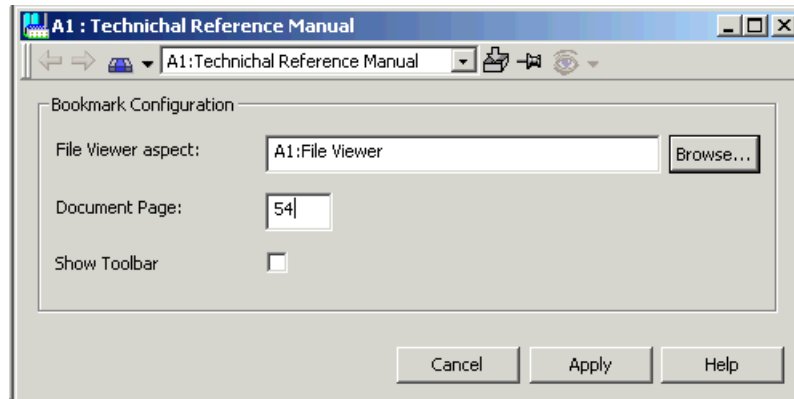 A1 : Technichal Reference Manual
A1:Technichal Reference Manual
Bookmark Configuration
File Viewer aspect: A1:File Viewer Browse...
Document Page: 54
Show Toolbar
Cancel Apply Help